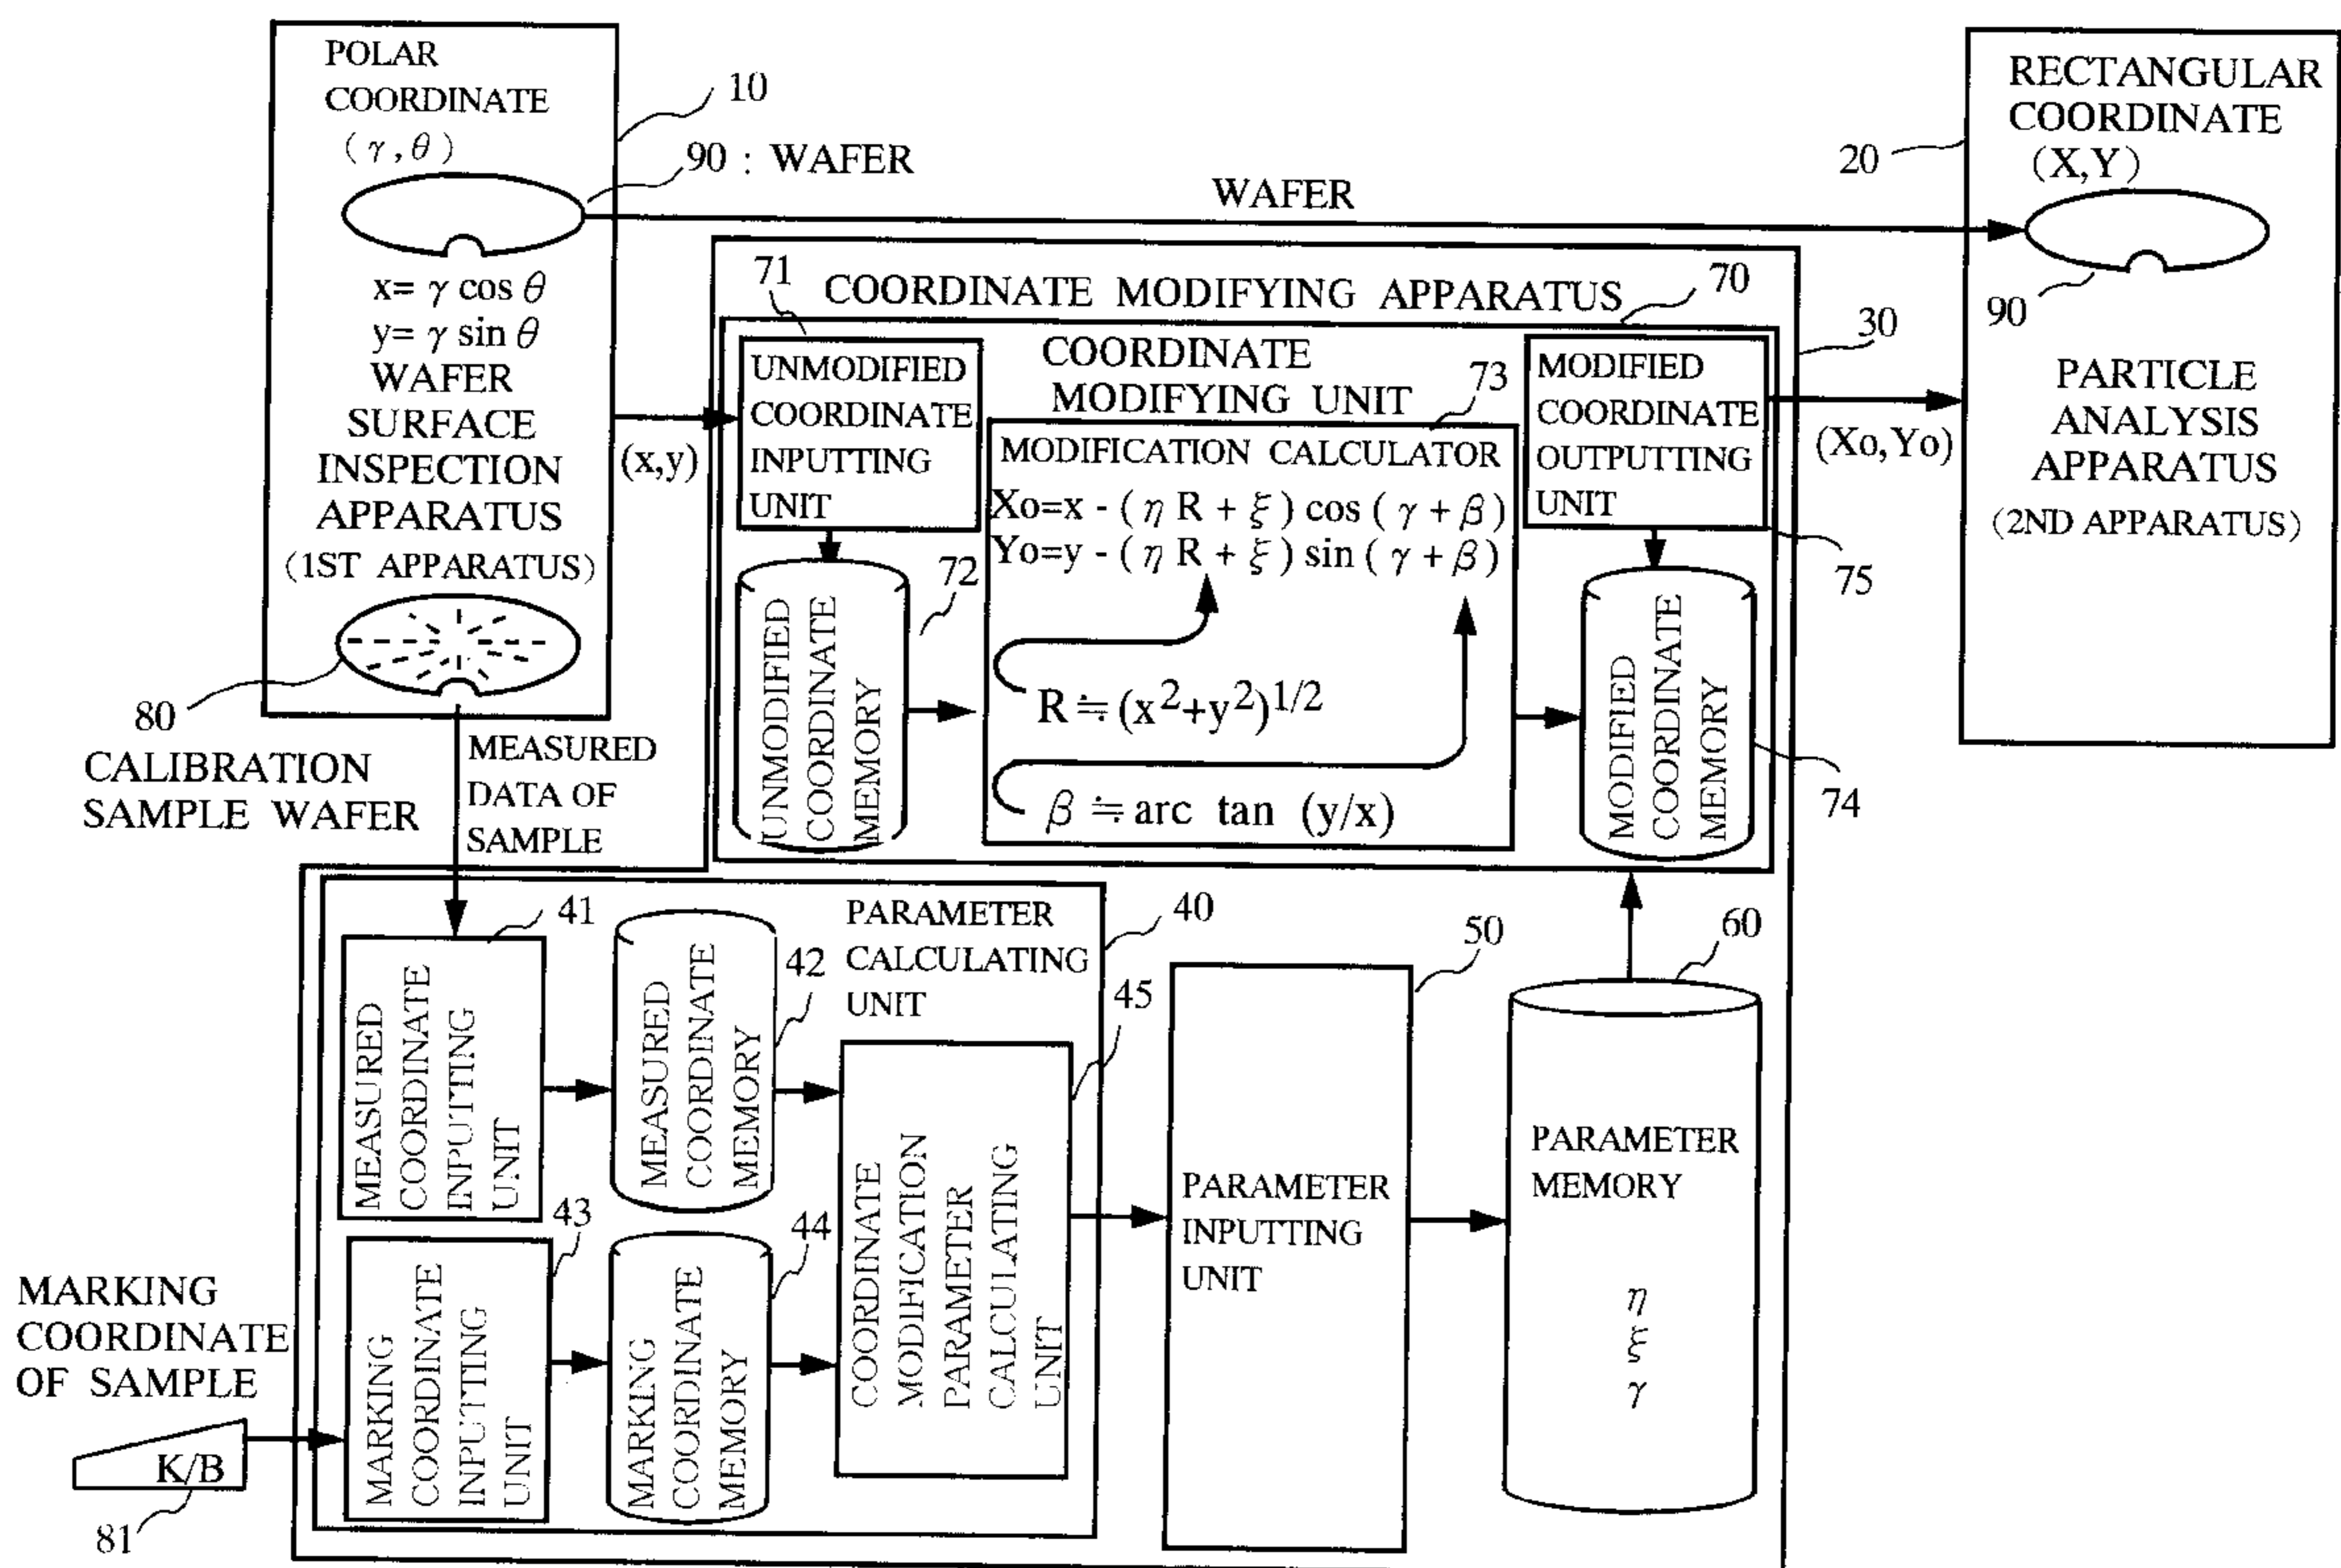 POLAR
COORDINATE
(γ,θ)
10
90 : WAFER
x= γ cos θ
y= γ sin θ
WAFER
SURFACE
INSPECTION
APPARATUS
(1ST APPARATUS)
80
CALIBRATION
SAMPLE WAFER
MEASURED
DATA OF
SAMPLE
WAFER
20
RECTANGULAR
COORDINATE
(X,Y)
90
PARTICLE
ANALYSIS
APPARATUS
(2ND APPARATUS)
(x,y)
COORDINATE MODIFYING APPARATUS
70
30
71
UNMODIFIED
COORDINATE
INPUTTING
UNIT
COORDINATE
MODIFYING UNIT
73
MODIFICATION CALCULATOR
Xo=x - ( η R + ξ ) cos ( γ + β )
Yo=y - ( η R + ξ ) sin ( γ + β )
R ≒ (x²+y²)1/2
β ≒ arc tan (y/x)
MODIFIED
COORDINATE
OUTPUTTING
UNIT
(Xo,Yo)
75
72
UNMODIFIED
COORDINATE
MEMORY
MODIFIED
COORDINATE
MEMORY
74
41
MEASURED
COORDINATE
INPUTTING
UNIT
MEASURED
COORDINATE
MEMORY
42
PARAMETER
CALCULATING
UNIT
40
45
43
MARKING
COORDINATE
INPUTTING
UNIT
44
MARKING
COORDINATE
MEMORY
COORDINATE
MODIFICATION
PARAMETER
CALCULATING
UNIT
50
PARAMETER
INPUTTING
UNIT
60
PARAMETER
MEMORY
η
ξ
γ
MARKING
COORDINATE
OF SAMPLE
K/B
81